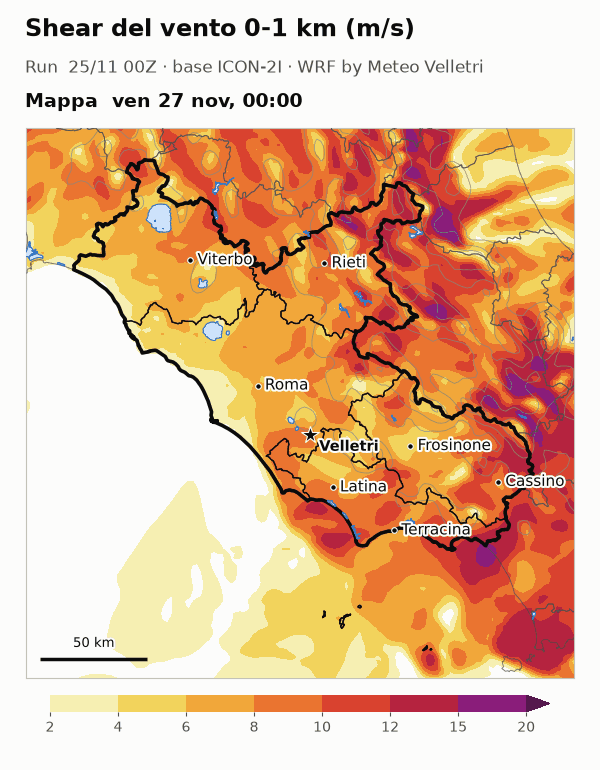 Shear del vento 0-1 km (m/s)
Run  25/11 00Z · base ICON-2I · WRF by Meteo Velletri
Mappa  ven 27 nov, 00:00
Viterbo
Rieti
Roma
Velletri
Frosinone
Cassino
Latina
Terracina
50 km
2 4 6 8 10 12 15 20